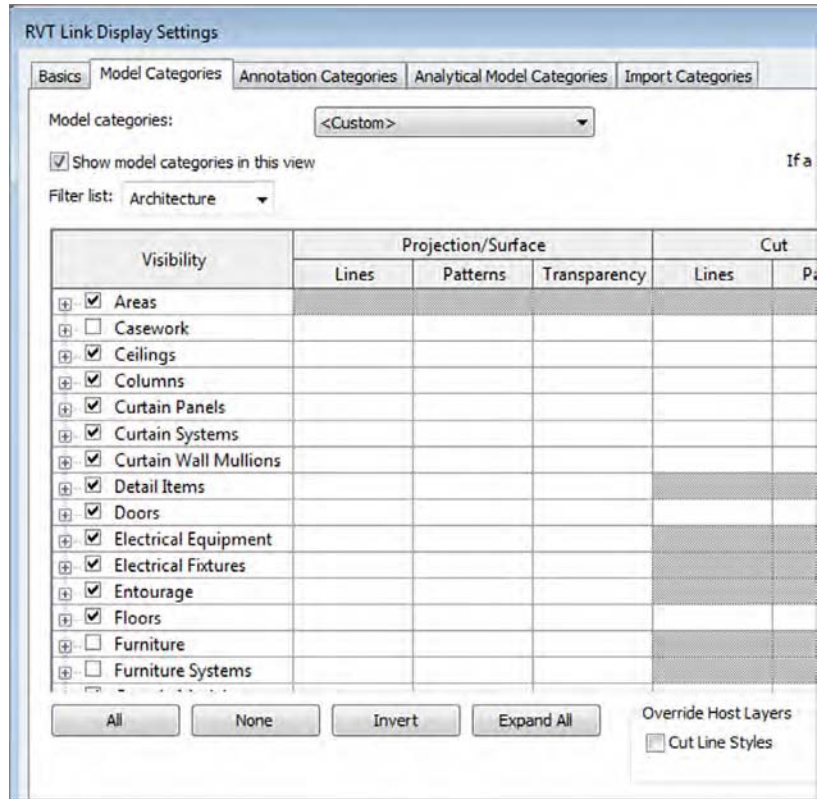 RVT Link Display Settings
Basics Model Categories Annotation Categories Analytical Model Categories Import Categories
Model categories: <Custom>
Show model categories in this view If a
Filter list: Architecture
Visibility Projection/Surface Cut
Lines Patterns Transparency Lines Pa
Areas
Casework
Ceilings
Columns
Curtain Panels
Curtain Systems
Curtain Wall Mullions
Detail Items
Doors
Electrical Equipment
Electrical Fixtures
Entourage
Floors
Furniture
Furniture Systems
All None Invert Expand All Override Host Layers
Cut Line Styles